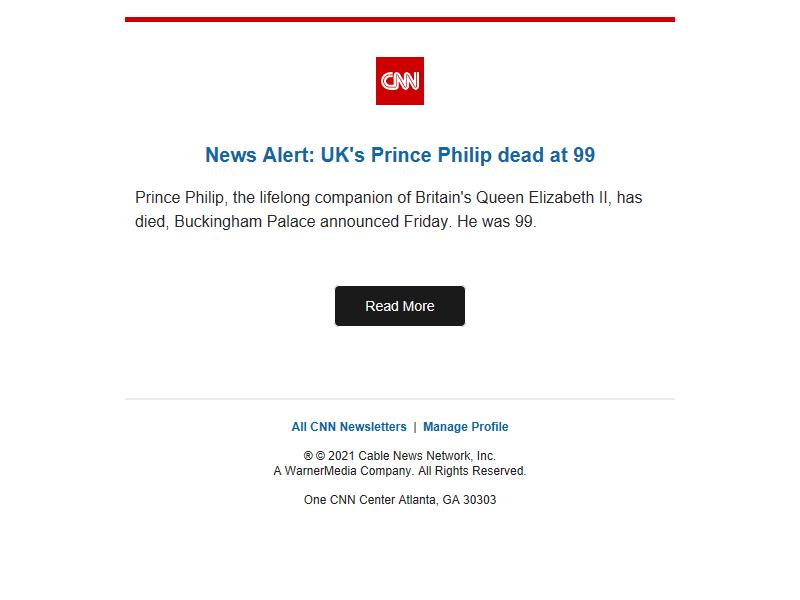 CNN
News Alert: UK's Prince Philip dead at 99
Prince Philip, the lifelong companion of Britain's Queen Elizabeth II, has
died, Buckingham Palace announced Friday. He was 99.
Read More
All CNN Newsletters | Manage Profile
® © 2021 Cable News Network, Inc.
A WarnerMedia Company. All Rights Reserved.
One CNN Center Atlanta, GA 30303